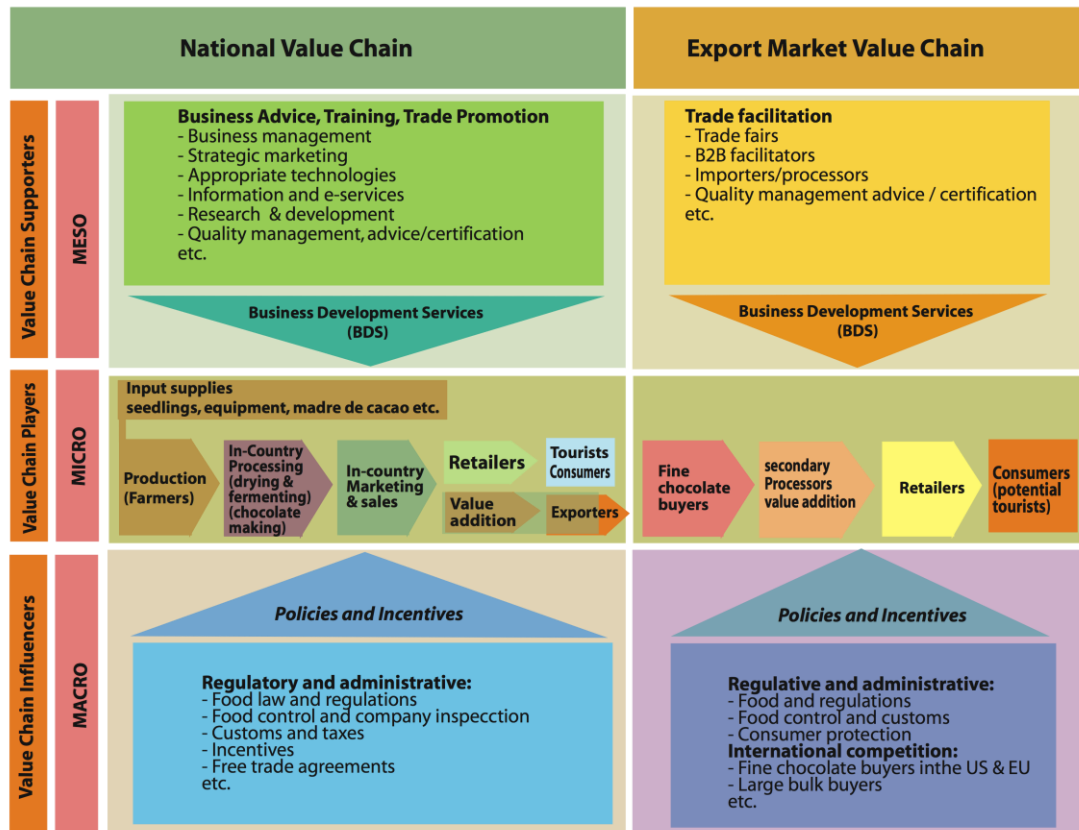 National Value Chain
Export Market Value Chain
Value Chain Supporters
MESO
Business Advice, Training, Trade Promotion
- Business management
- Strategic marketing
- Appropriate technologies
- Information and e-services
- Research & development
- Quality management, advice/certification
etc.
Business Development Services
(BDS)
Trade facilitation
- Trade fairs
- B2B facilitators
- Importers/processors
- Quality management advice / certification
etc.
Business Development Services
(BDS)
Value Chain Players
MICRO
Input supplies
seedlings, equipment, madre de cacao etc.
Production
(Farmers)
In-Country
Processing
(drying &
fermenting)
(chocolate
making)
In-country
Marketing
& sales
Retailers
Tourists
Consumers
Value
addition
Exporters
Fine
chocolate
buyers
secondary
Processors
value addition
Retailers
Consumers
(potential
tourists)
Value Chain Influencers
MACRO
Policies and Incentives
Regulatory and administrative:
- Food law and regulations
- Food control and company inspecction
- Customs and taxes
- Incentives
- Free trade agreements
etc.
Policies and Incentives
Regulative and administrative:
- Food and regulations
- Food control and customs
- Consumer protection
International competition:
- Fine chocolate buyers inthe US & EU
- Large bulk buyers
etc.